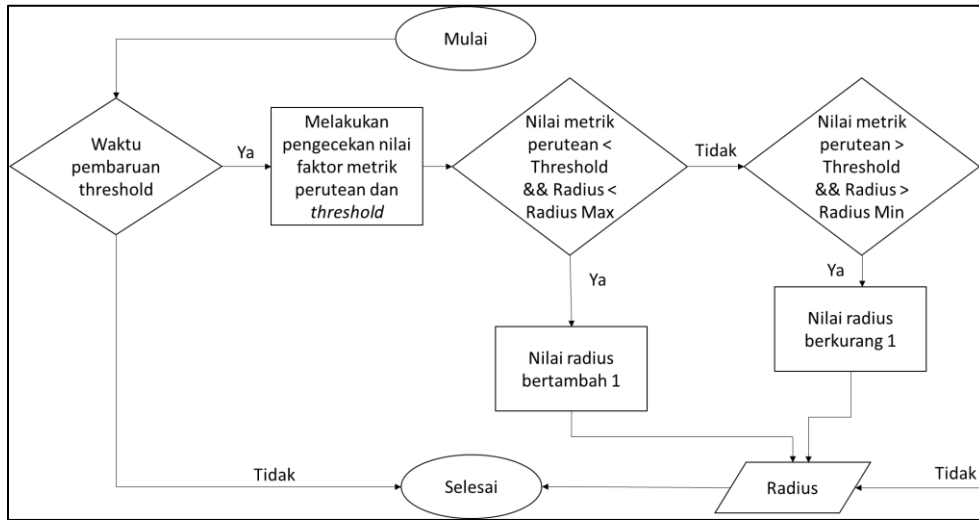 Mulai
Waktu
pembaruan
threshold
Ya
Melakukan
pengecekan nilai
faktor metrik
perutean dan
threshold
Nilai metrik
perutean <
Threshold
&& Radius <
Radius Max
Tidak
Nilai metrik
perutean >
Threshold
&& Radius >
Radius Min
Ya
Ya
Nilai radius
bertambah 1
Nilai radius
berkurang 1
Tidak
Selesai
Radius
Tidak